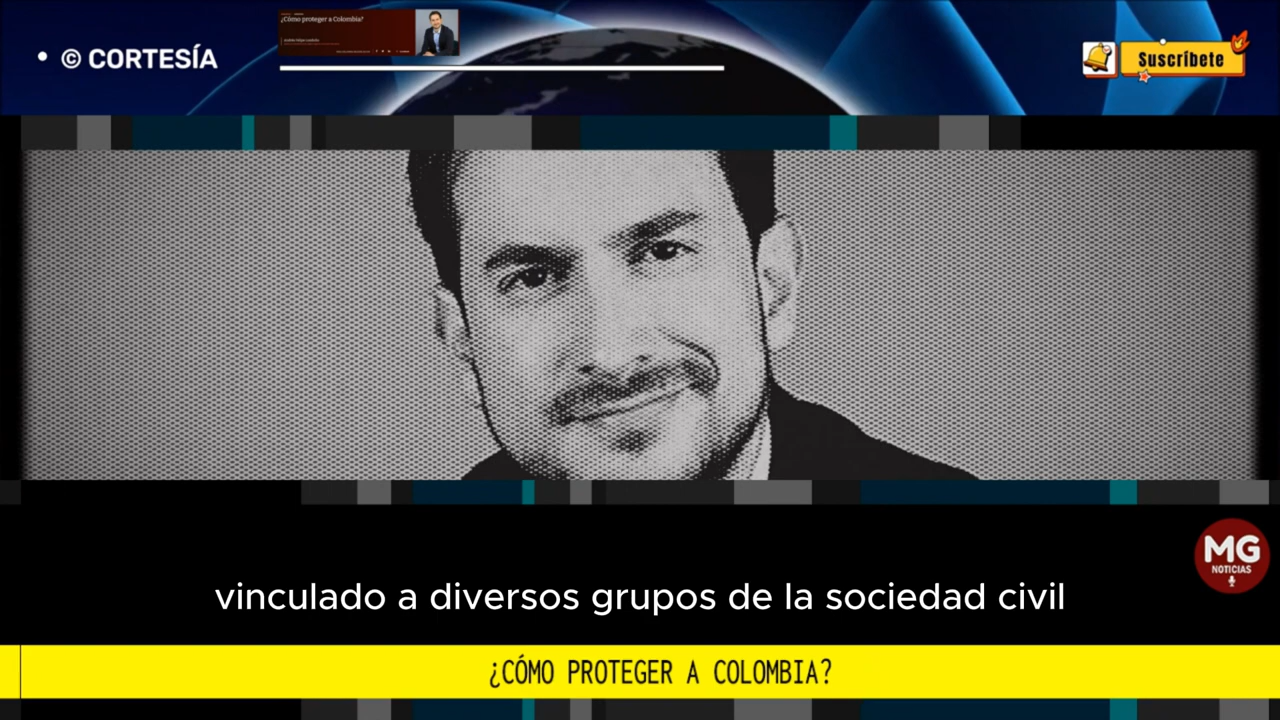 • © CORTESÍA
¿Cómo proteger a Colombia?
Suscríbete
MG
NOTICIAS
vinculado a diversos grupos de la sociedad civil
¿CÓMO PROTEGER A COLOMBIA?